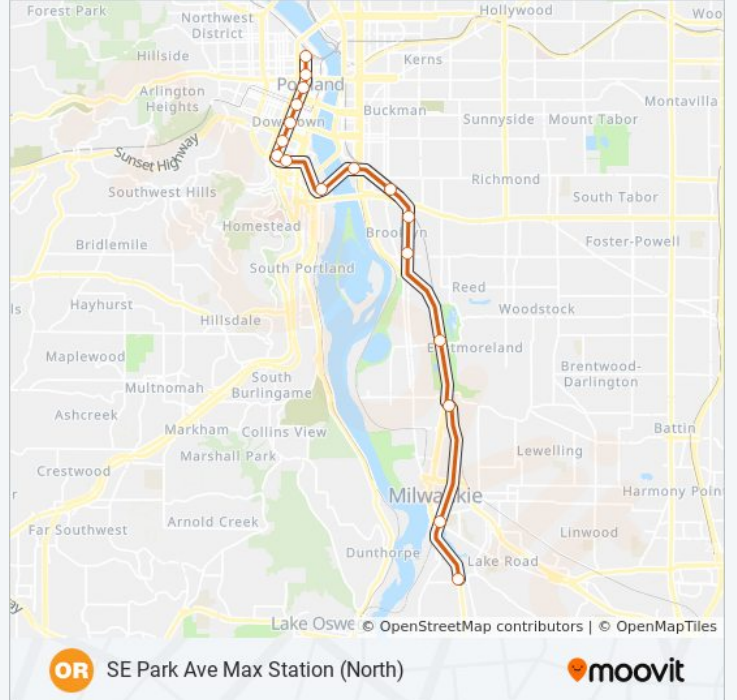 Forest Park
Northwest
District
Hollywood
Woo
Hillside
Kerns
Portland
Arlington
Heights
Buckman
Montavilla
Downtown
Sunnyside
Mount Tabor
Sunset Highway
Southwest Hills
Richmond
South Tabor
Homestead
Brooklyn
Foster-Powell
Bridlemile
South Portland
Reed
ls
Hayhurst
Woodstock
Hillsdale
Eastmoreland
Maplewood
Brentwood-
Darlington
Multnomah
South
Burlingame
Ashcreek
Markham
Collins View
Battin
Marshall Park
Lewelling
Crestwood
Harmony Poin
r
Milwaukie
Far Southwest
Arnold Creek
Linwood
Dunthorpe
Lake Road
ay
Lake Oswe
© OpenStreetMap contributors | © OpenMapTiles
OR
SE Park Ave Max Station (North)
moovit